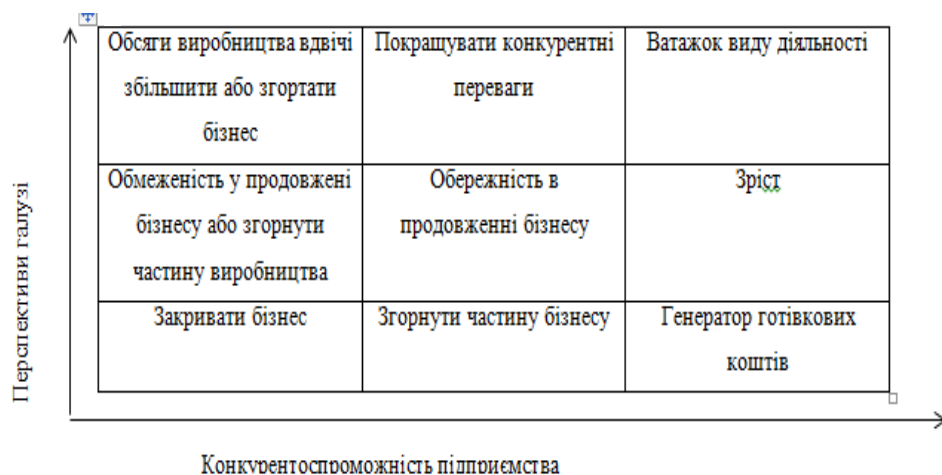 Обсяги виробництва вдвічі
збільшити або згортати
бізнес
Покращувати конкурентні
переваги
Ватажок виду діяльності
Обмеженість у продовжені
бізнесу або згорнути
частину виробництва
Обережність в
продовженні бізнесу
Зріст
Закривати бізнес
Згорнути частину бізнесу
Генератор готівкових
коштів
Перспективи галузі
Конкурентоспроможність підприємства